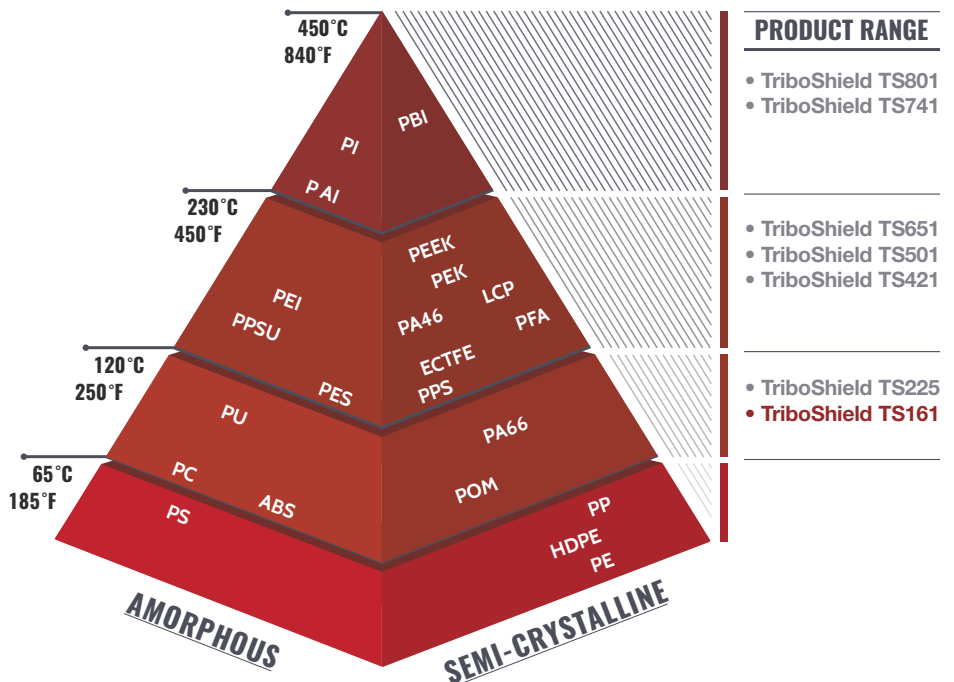 450°C
840°F
PRODUCT RANGE
• TriboShield TS801
• TriboShield TS741
PI
PBI
P AI
230°C
450°F
• TriboShield TS651
• TriboShield TS501
• TriboShield TS421
PEEK
PEK
LCP
PEI
PPSU
PA46
PFA
ECTFE
PES
PPS
120°C
250°F
• TriboShield TS225
• TriboShield TS161
PU
PA66
PC
ABS
POM
65°C
185°F
PS
PP
HDPE
PE
AMORPHOUS
SEMI-CRYSTALLINE